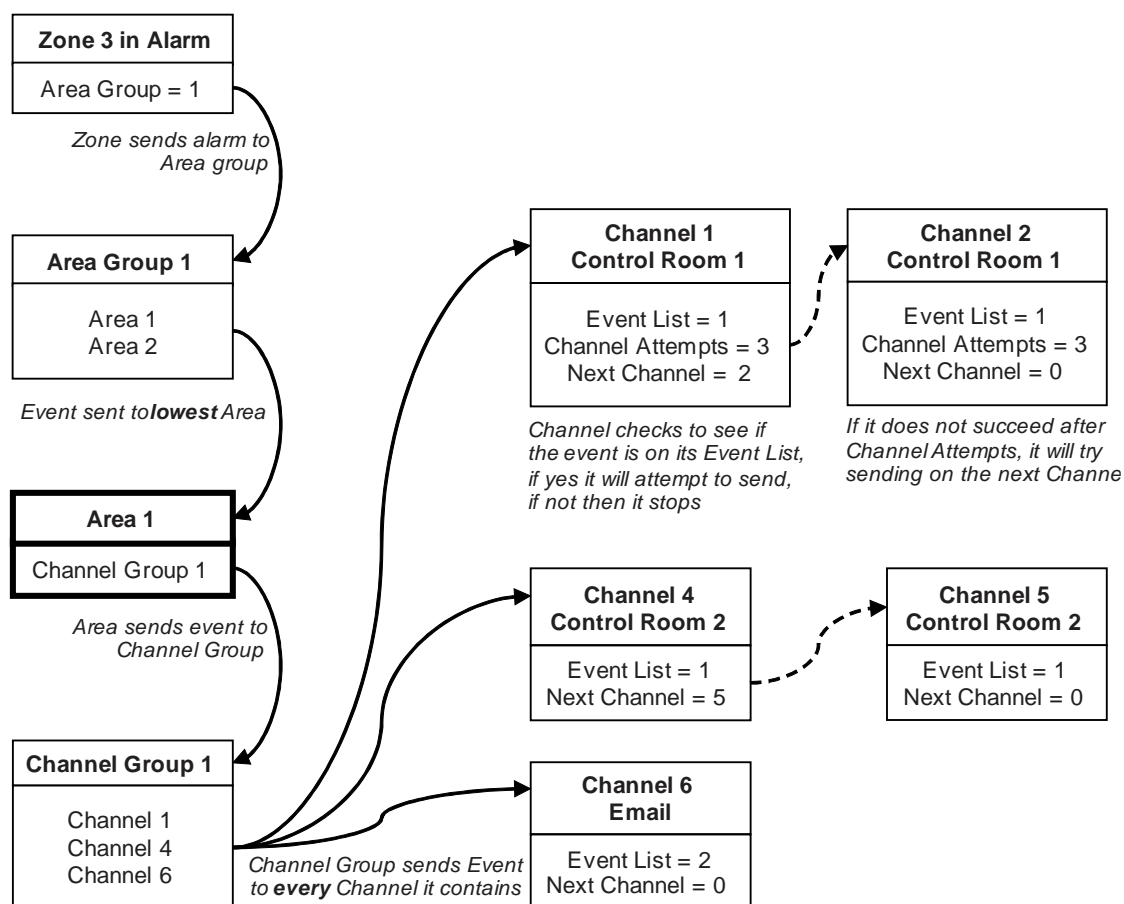 Zone 3 in Alarm
Area Group = 1
Zone sends alarm to
Area group
Area Group 1
Area 1
Area 2
Event sent to lowest Area
Area 1
Channel Group 1
Area sends event to
Channel Group
Channel Group 1
Channel 1
Channel 4
Channel 6
Channel Group sends Event
to every Channel it contains
Channel 1
Control Room 1
Event List = 1
Channel Attempts = 3
Next Channel = 2
Channel checks to see if
the event is on its Event List,
if yes it will attempt to send,
if not then it stops
Channel 2
Control Room 1
Event List = 1
Channel Attempts = 3
Next Channel = 0
If it does not succeed after
Channel Attempts, it will try
sending on the next Channe
Channel 4
Control Room 2
Event List = 1
Next Channel = 5
Channel 5
Control Room 2
Event List = 1
Next Channel = 0
Channel 6
Email
Event List = 2
Next Channel = 0